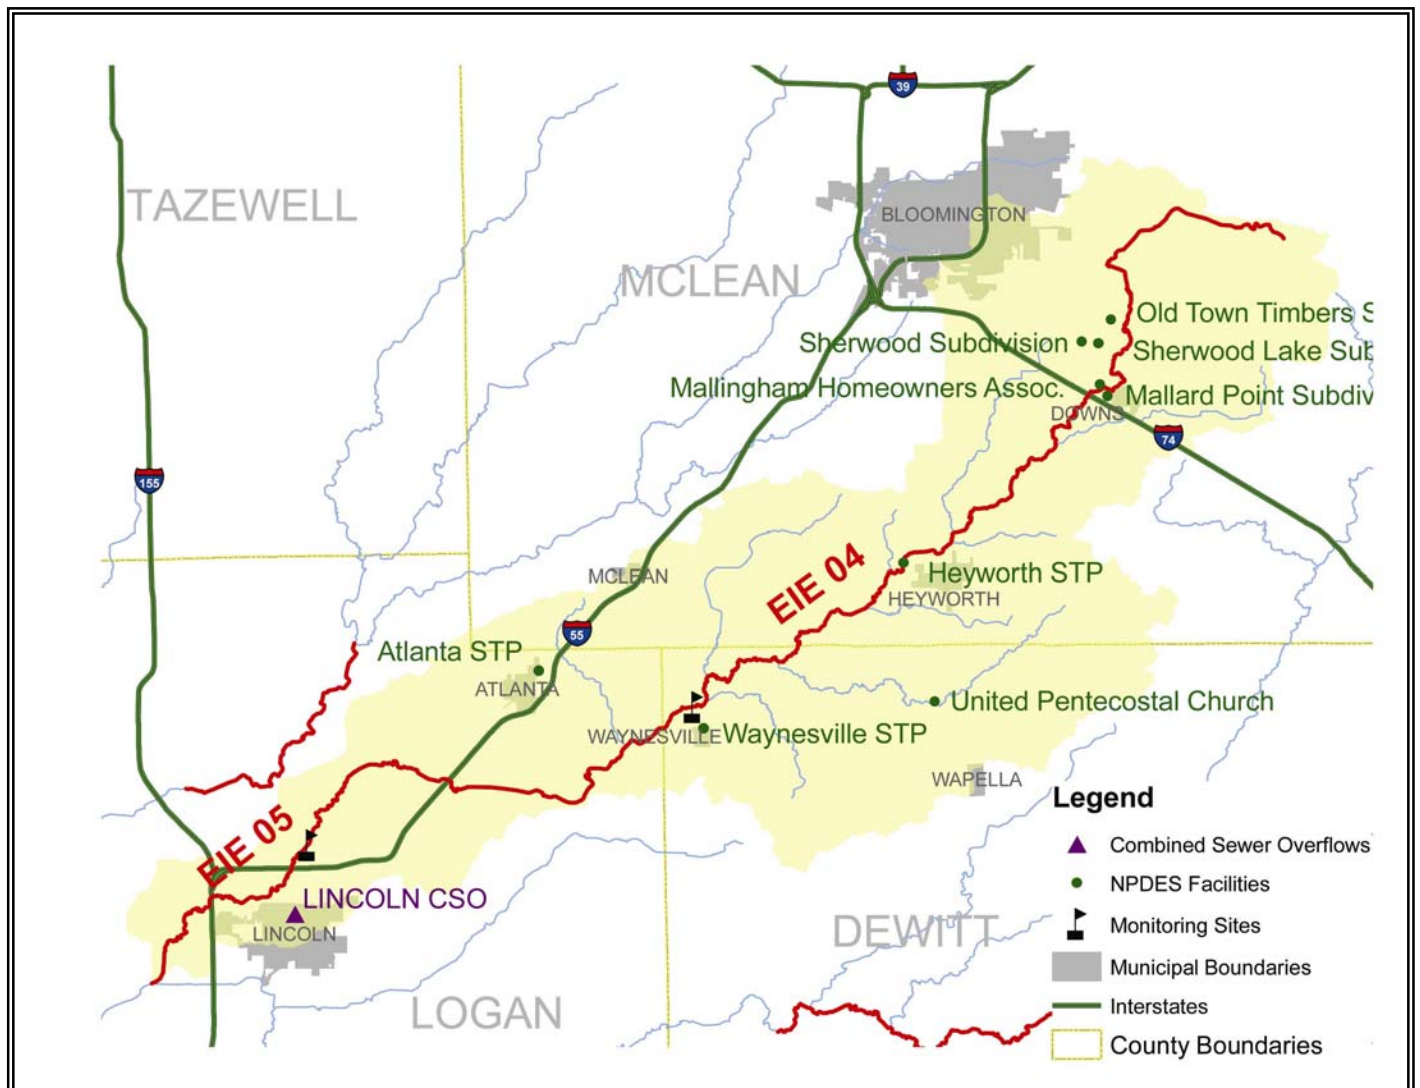 39
TAZEWELL
BLOOMINGTON
MCLEAN
Old Town Timbers S
Sherwood Subdivision
Sherwood Lake Sub
Mallingham Homeowners Assoc.
Mallard Point Subdiv
DOWNS
74
155
EIE 04
MCLEAN
Heyworth STP
HEYWORTH
55
Atlanta STP
ATLANTA
United Pentecostal Church
WAYNESVILLE
Waynesville STP
WAPELLA
Legend
EIE 05
Combined Sewer Overflows
NPDES Facilities
LINCOLN CSO
LINCOLN
DEWITT
Monitoring Sites
Municipal Boundaries
LOGAN
Interstates
County Boundaries